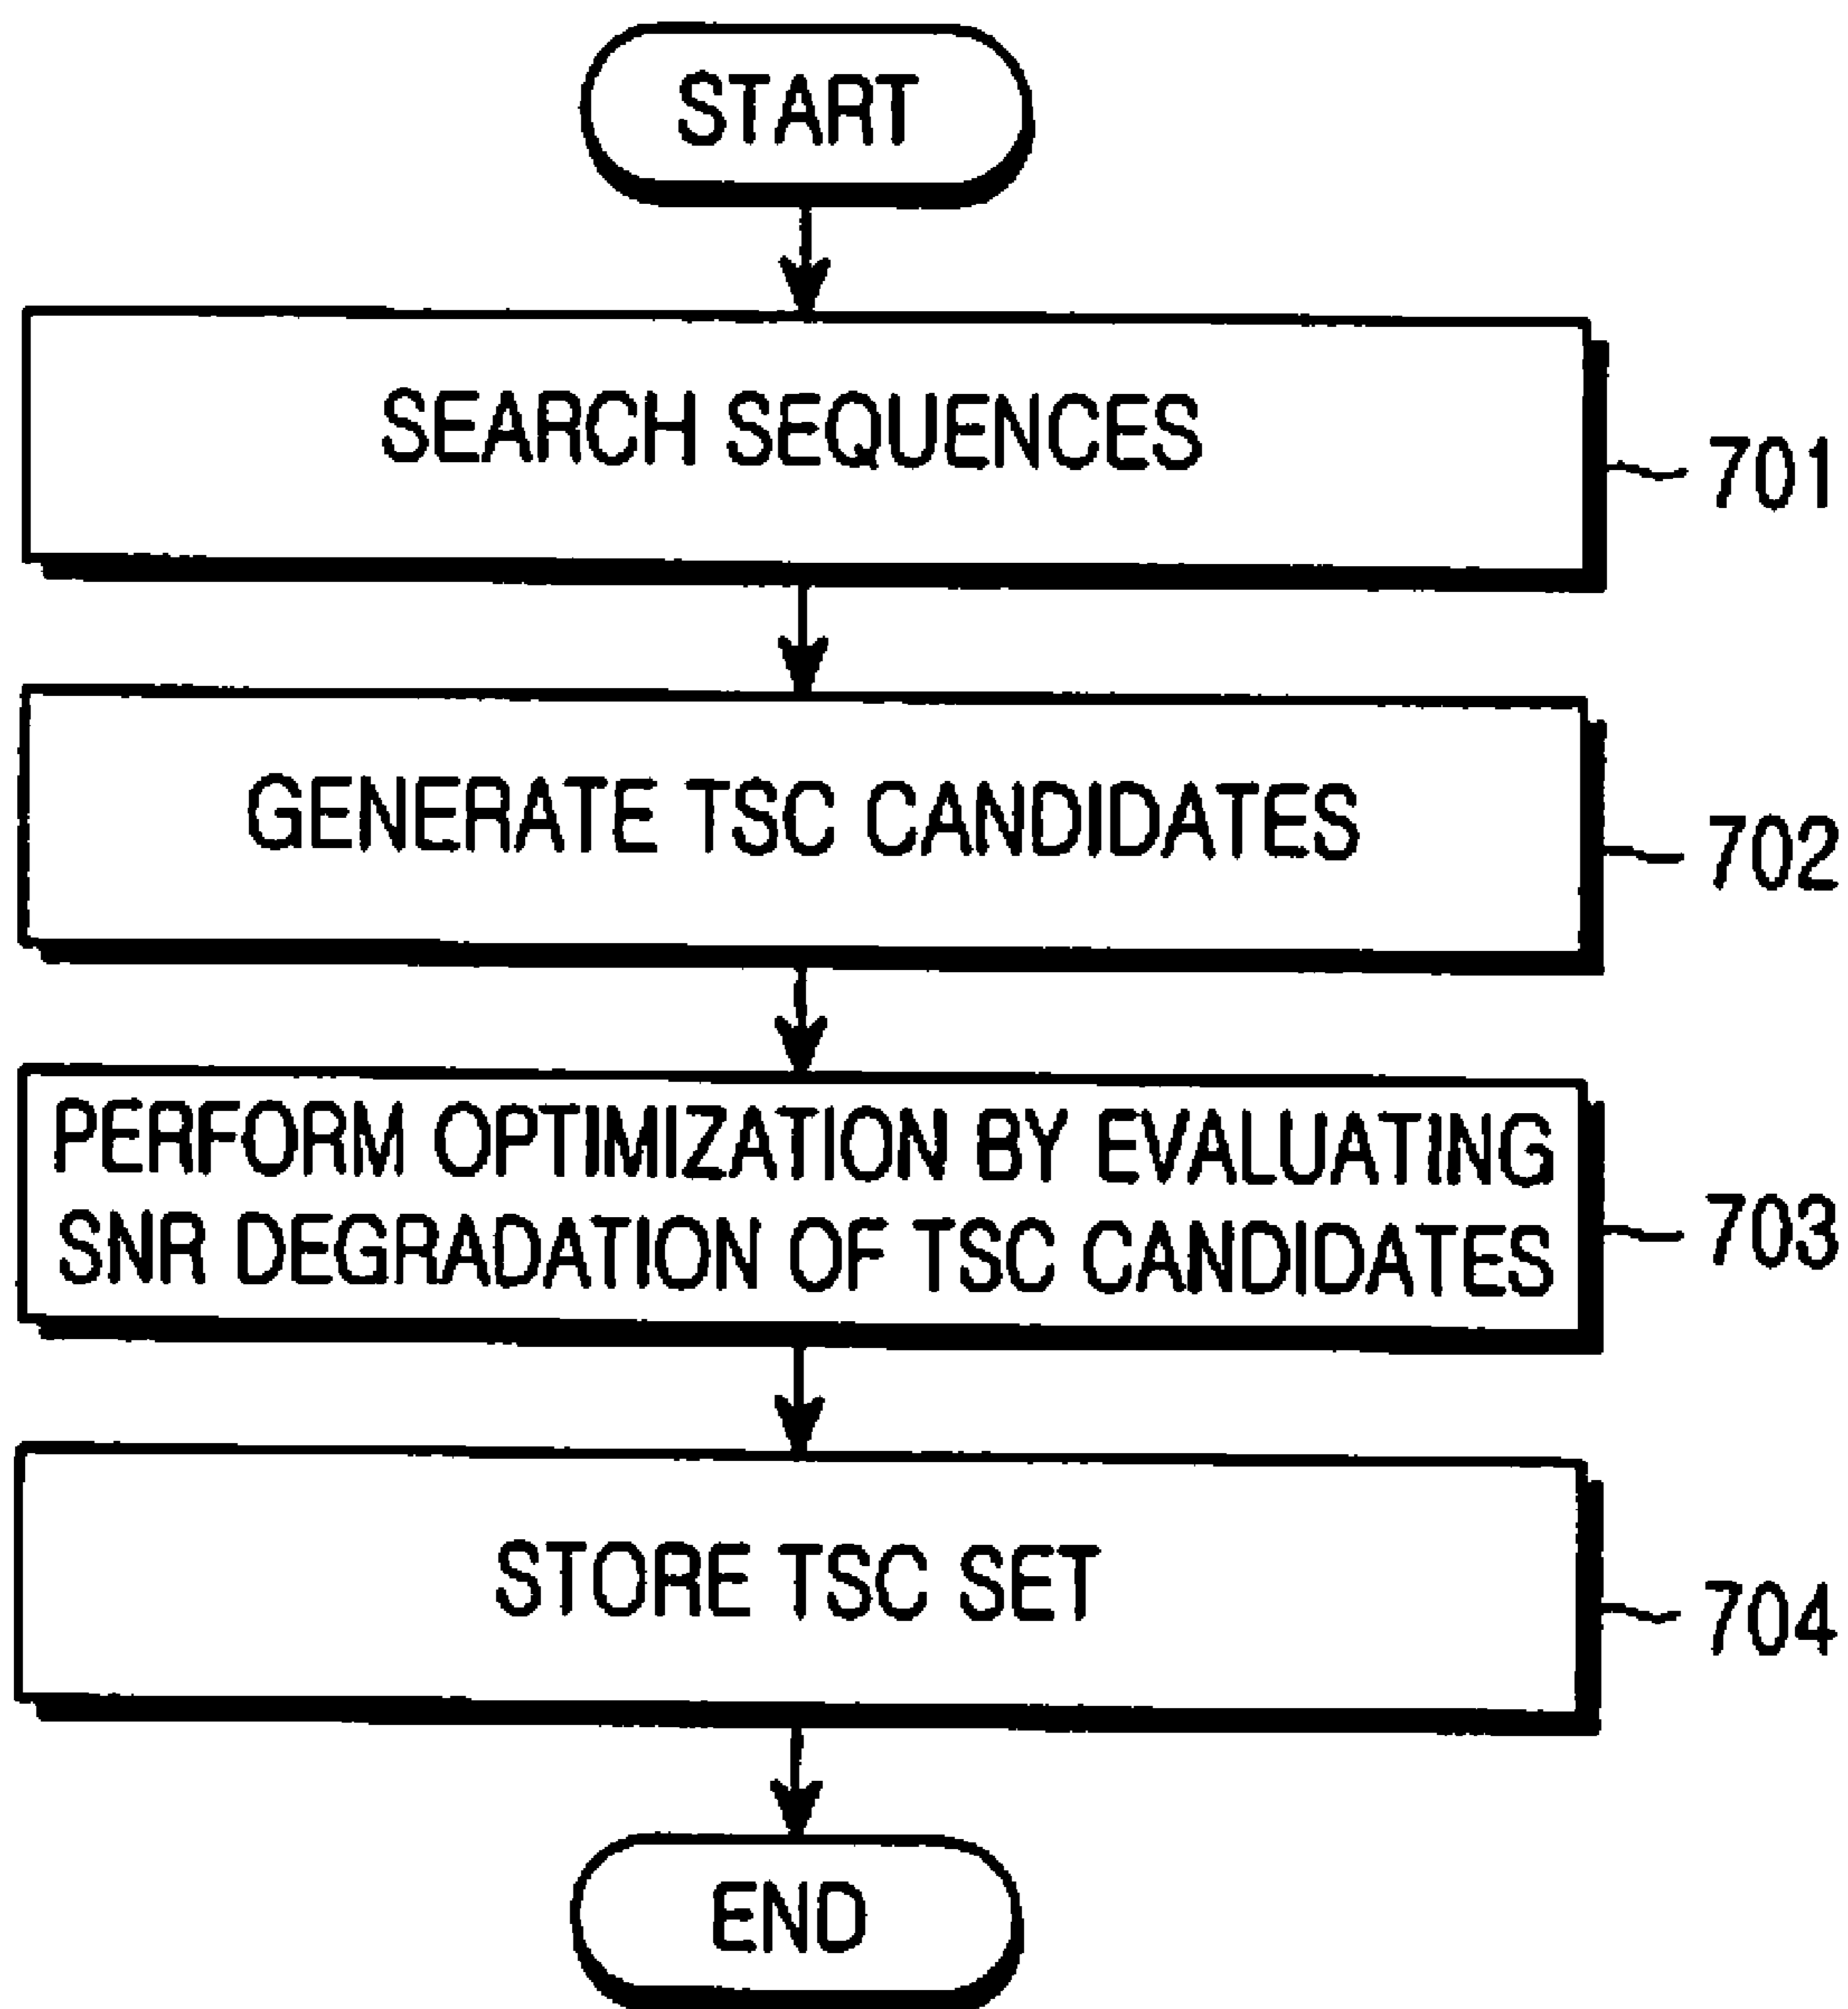 START
SEARCH SEQUENCES
701
GENERATE TSC CANDIDATES
702
PERFORM OPTIMIZATION BY EVALUATING
SNR DEGRADATION OF TSC CANDIDATES
703
STORE TSC SET
704
END